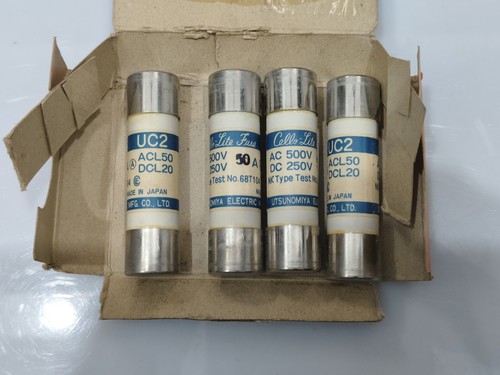 UC2
ACL50
DCL20
MADE IN JAPAN
MFG. CO., LTD.
Cello-Lite Fuse
500V
250V
50 A
Test No.68T10
UTSUNOMIYA ELECTRIC
Cello-Lite
AC 500V
DC 250V
NK Type Test No.
UTSUNOMIYA
UC2
ACL50
DCL20
IN JAPAN
CO., LTD.